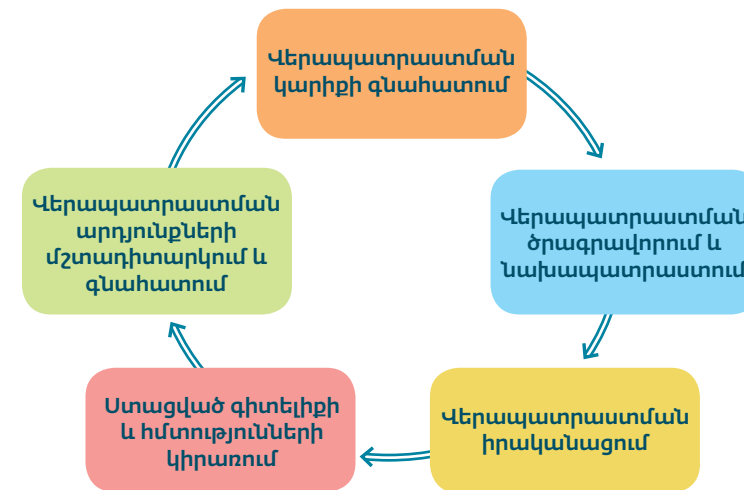 Վերապատրաստման
կարիքի գնահատում
Վերապատրաստման
ծրագրավորում և
նախապատրաստում
Վերապատրաստման
իրականացում
Ստացված գիտելիքի
և հմտությունների
կիրառում
Վերապատրաստման
արդյունքների
մշտադիտարկում և
գնահատում